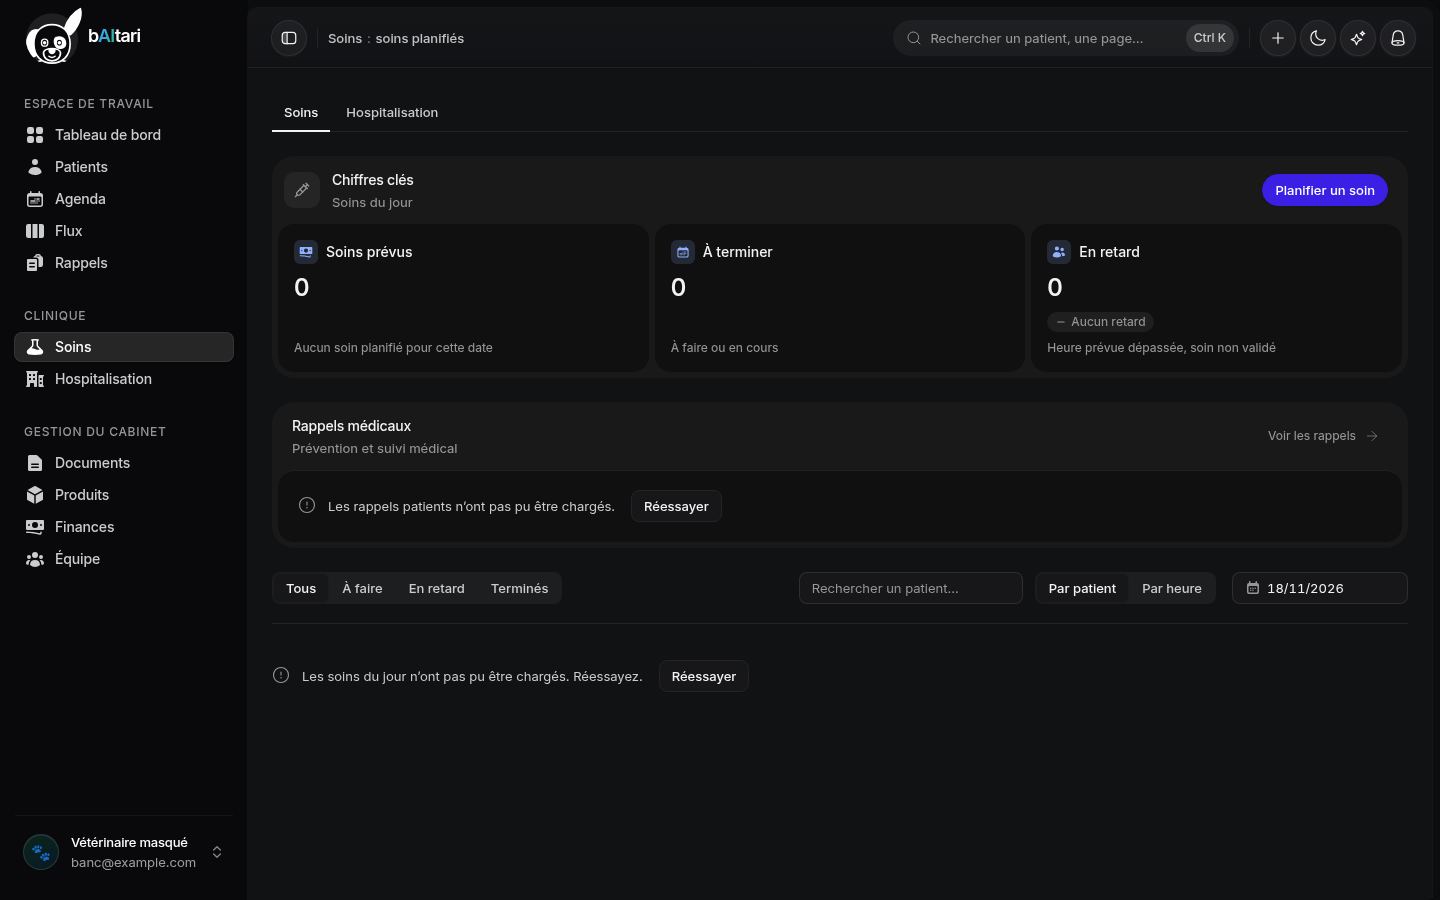 bAItari
Soins : soins planifiés
Rechercher un patient, une page...
Ctrl K
ESPACE DE TRAVAIL
Tableau de bord
Patients
Agenda
Flux
Rappels
CLINIQUE
Soins
Hospitalisation
GESTION DU CABINET
Documents
Produits
Finances
Équipe
Vétérinaire masqué
banc@example.com
Soins
Hospitalisation
Chiffres clés
Soins du jour
Planifier un soin
Soins prévus
0
Aucun soin planifié pour cette date
À terminer
0
À faire ou en cours
En retard
0
Aucun retard
Heure prévue dépassée, soin non validé
Rappels médicaux
Prévention et suivi médical
Voir les rappels
Les rappels patients n’ont pas pu être chargés.
Réessayer
Tous
À faire
En retard
Terminés
Rechercher un patient...
Par patient
Par heure
18/11/2026
Les soins du jour n’ont pas pu être chargés. Réessayez.
Réessayer